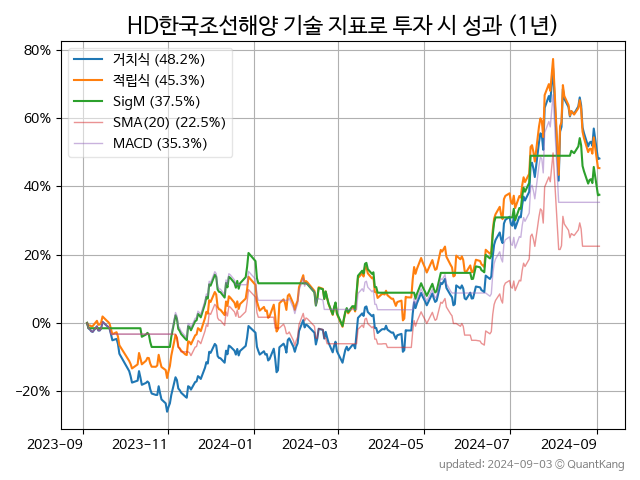 HD한국조선해양 기술 지표로 투자 시 성과 (1년)
80%
60%
40%
20%
0%
−20%
거치식 (48.2%)
적립식 (45.3%)
SigM (37.5%)
SMA(20) (22.5%)
MACD (35.3%)
2023-09 2023-11 2024-01 2024-03 2024-05 2024-07 2024-09
updated: 2024-09-03 © QuantKang